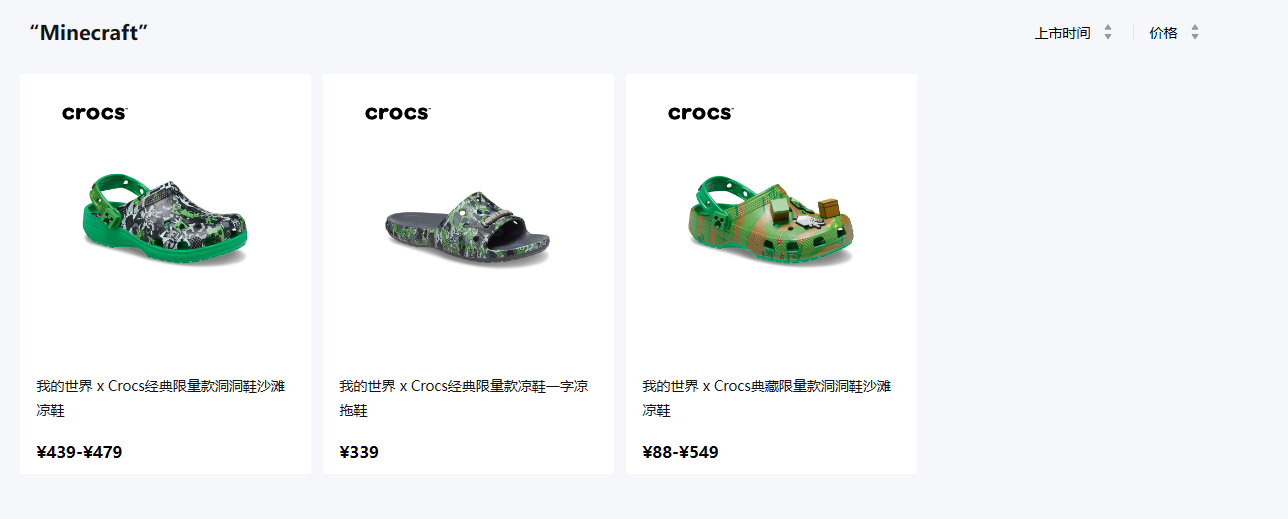 “Minecraft”
上市时间
价格
crocs™
crocs™
crocs™
我的世界 x Crocs经典限量款洞洞鞋沙滩
凉鞋
¥439-¥479
我的世界 x Crocs经典限量款凉鞋一字凉
拖鞋
¥339
我的世界 x Crocs典藏限量款洞洞鞋沙滩
凉鞋
¥88-¥549